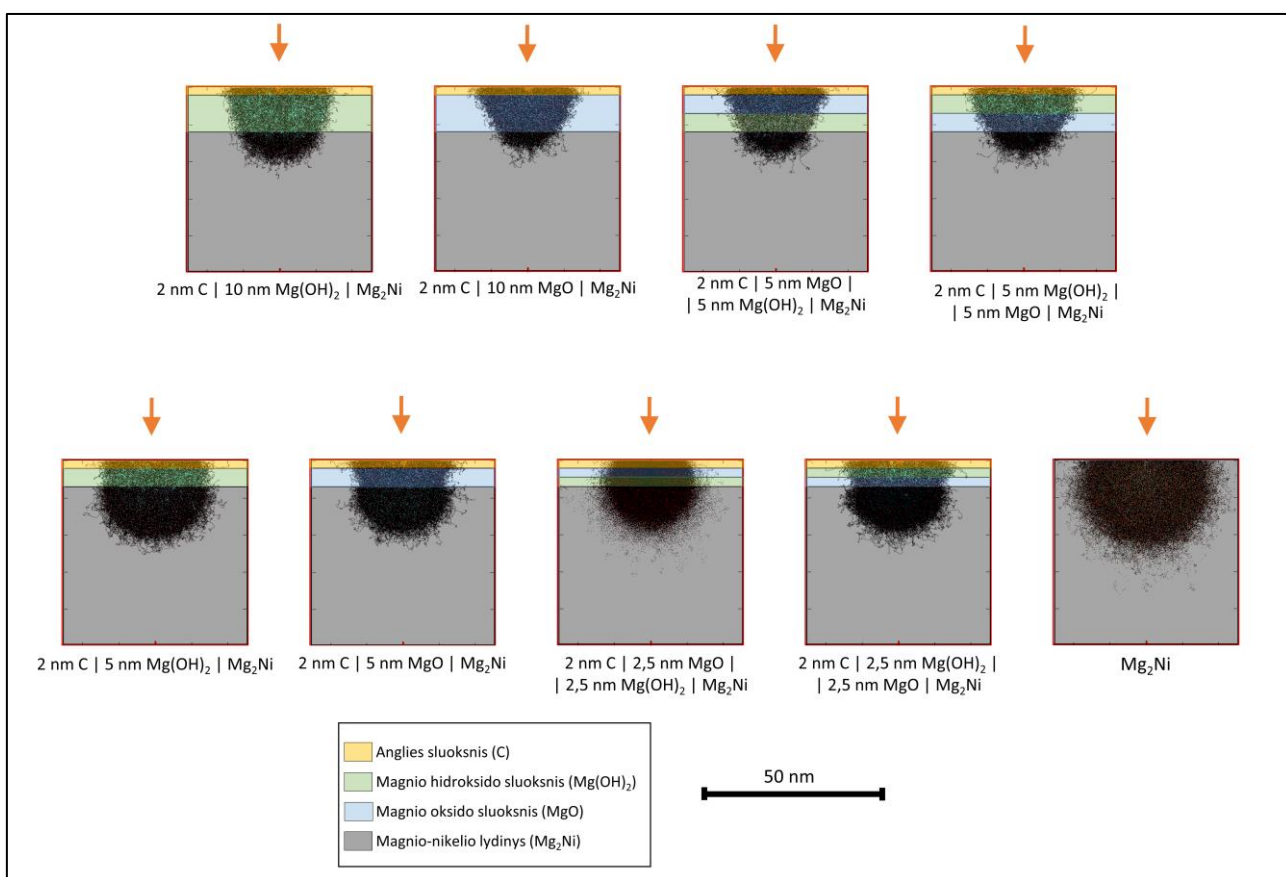 2 nm C | 10 nm Mg(OH)₂ | Mg₂Ni
2 nm C | 10 nm MgO | Mg₂Ni
2 nm C | 5 nm MgO |
| 5 nm Mg(OH)₂ | Mg₂Ni
2 nm C | 5 nm Mg(OH)₂ |
| 5 nm MgO | Mg₂Ni
2 nm C | 5 nm Mg(OH)₂ | Mg₂Ni
2 nm C | 5 nm MgO | Mg₂Ni
2 nm C | 2,5 nm MgO |
| 2,5 nm Mg(OH)₂ | Mg₂Ni
2 nm C | 2,5 nm Mg(OH)₂ |
| 2,5 nm MgO | Mg₂Ni
Mg₂Ni
Anglies sluoksnis (C)
Magnio hidroksido sluoksnis (Mg(OH)₂)
Magnio oksido sluoksnis (MgO)
Magnio-nikelio lydinys (Mg₂Ni)
50 nm